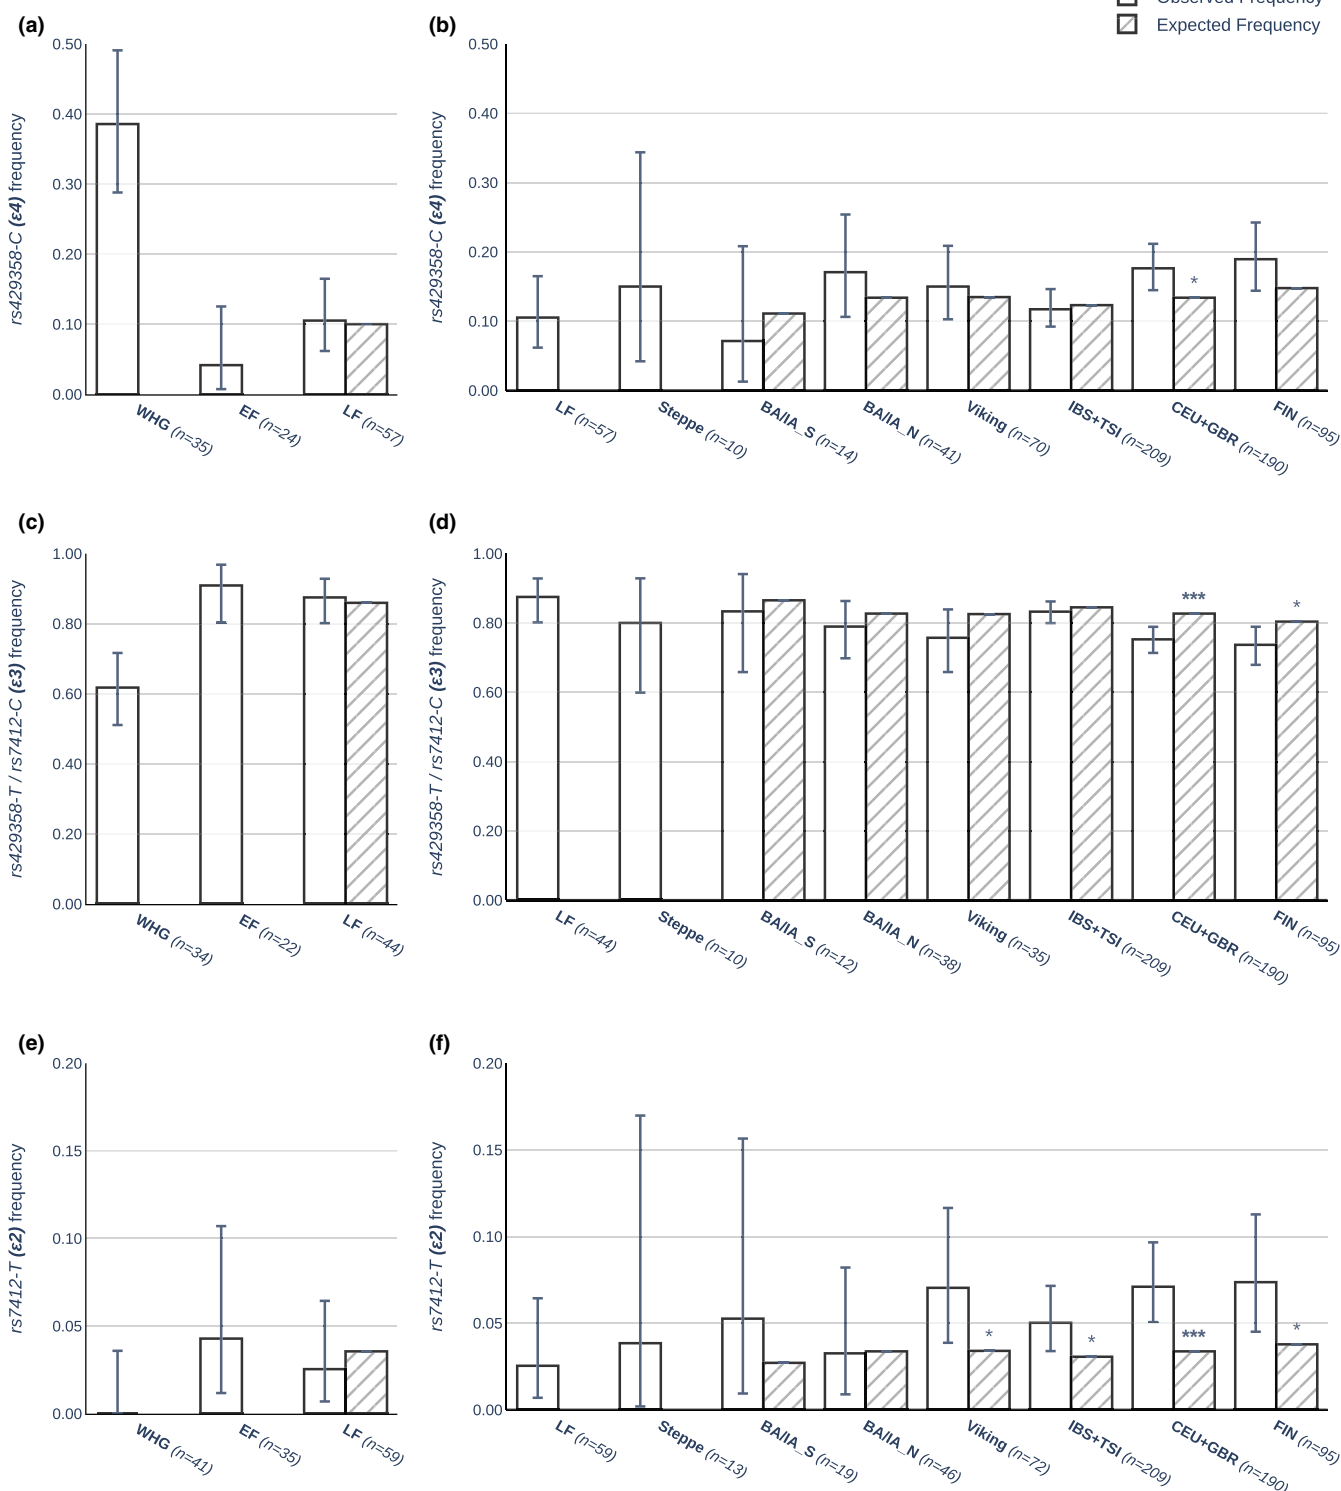 Observed Frequency
Expected Frequency
(a)
rs429358-C (ε4) frequency
0.50
0.40
0.30
0.20
0.10
0.00
WHG (n=35)
EF (n=24)
LF (n=57)
(b)
rs429358-C (ε4) frequency
0.50
0.40
0.30
0.20
0.10
0.00
*
LF (n=57)
Steppe (n=10)
BA/IA_S (n=14)
BA/IA_N (n=41)
Viking (n=70)
IBS+TSI (n=209)
CEU+GBR (n=190)
FIN (n=95)
(c)
rs429358-T / rs7412-C (ε3) frequency
1.00
0.80
0.60
0.40
0.20
0.00
WHG (n=34)
EF (n=22)
LF (n=44)
(d)
rs429358-T / rs7412-C (ε3) frequency
1.00
0.80
0.60
0.40
0.20
0.00
***
*
LF (n=44)
Steppe (n=10)
BA/IA_S (n=12)
BA/IA_N (n=38)
Viking (n=35)
IBS+TSI (n=209)
CEU+GBR (n=190)
FIN (n=95)
(e)
rs7412-T (ε2) frequency
0.20
0.15
0.10
0.05
0.00
WHG (n=41)
EF (n=35)
LF (n=59)
(f)
rs7412-T (ε2) frequency
0.20
0.15
0.10
0.05
0.00
*
*
***
*
LF (n=59)
Steppe (n=13)
BA/IA_S (n=19)
BA/IA_N (n=46)
Viking (n=72)
IBS+TSI (n=209)
CEU+GBR (n=190)
FIN (n=95)